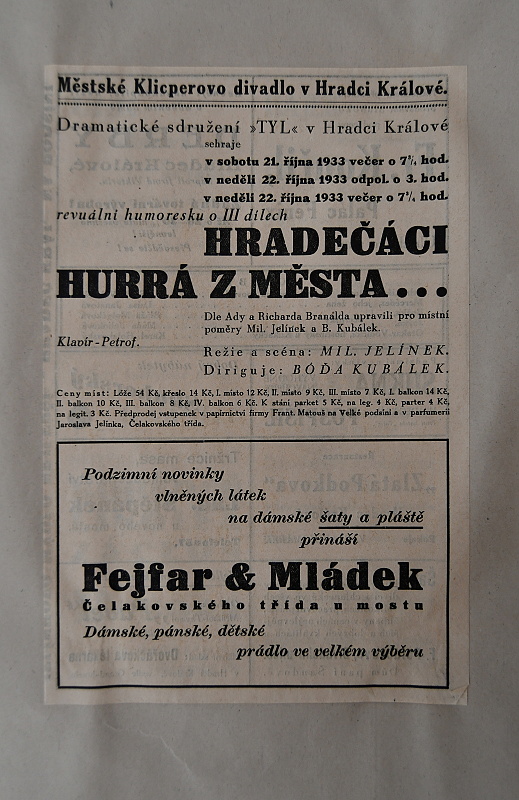 Městské Klicperovo divadlo v Hradci Králové.
Dramatické sdružení »TYL« v Hradci Králové
sehraje
v sobotu 21. října 1933 večer o 7³/₄ hod.
v neděli 22. října 1933 odpol. o 3. hod.
v neděli 22. října 1933 večer o 7³/₄ hod.
revuální humoresku o III dílech
HRADEČÁCI
HURRÁ Z MĚSTA...
Dle Ady a Richarda Branálda upravili pro místní
poměry Mil. Jelínek a B. Kubálek.
Klavír - Petrof.
Režie a scéna: MIL. JELÍNEK.
Diriguje: BÓĎA KUBÁLEK.
Ceny míst: Lóže 54 Kč, křeslo 14 Kč, I. místo 12 Kč, II. místo 9 Kč, III. místo 7 Kč, I. balkon 14 Kč,
II. balkon 10 Kč, III. balkon 8 Kč, IV. balkon 6 Kč. K stání parket 5 Kč, na leg. 4 Kč, parter 4 Kč,
na legit. 3 Kč. Předprodej vstupenek v papírnictví firmy Frant. Matouš na Velké podsíni a v parfumerii
Jaroslava Jelínka, Čelakovského třída.
Podzimní novinky
vlněných látek
na dámské šaty a pláště
přináší
Fejfar & Mládek
Čelakovského třída u mostu
Dámské, pánské, dětské
prádlo ve velkém výběru